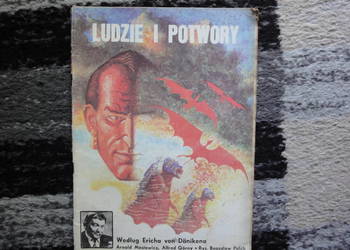 LUDZIE I POTWORY
Według Ericha von Dänikena
Arnold Mostowicz, Alfred Górny • Rys. Bogusław Polch